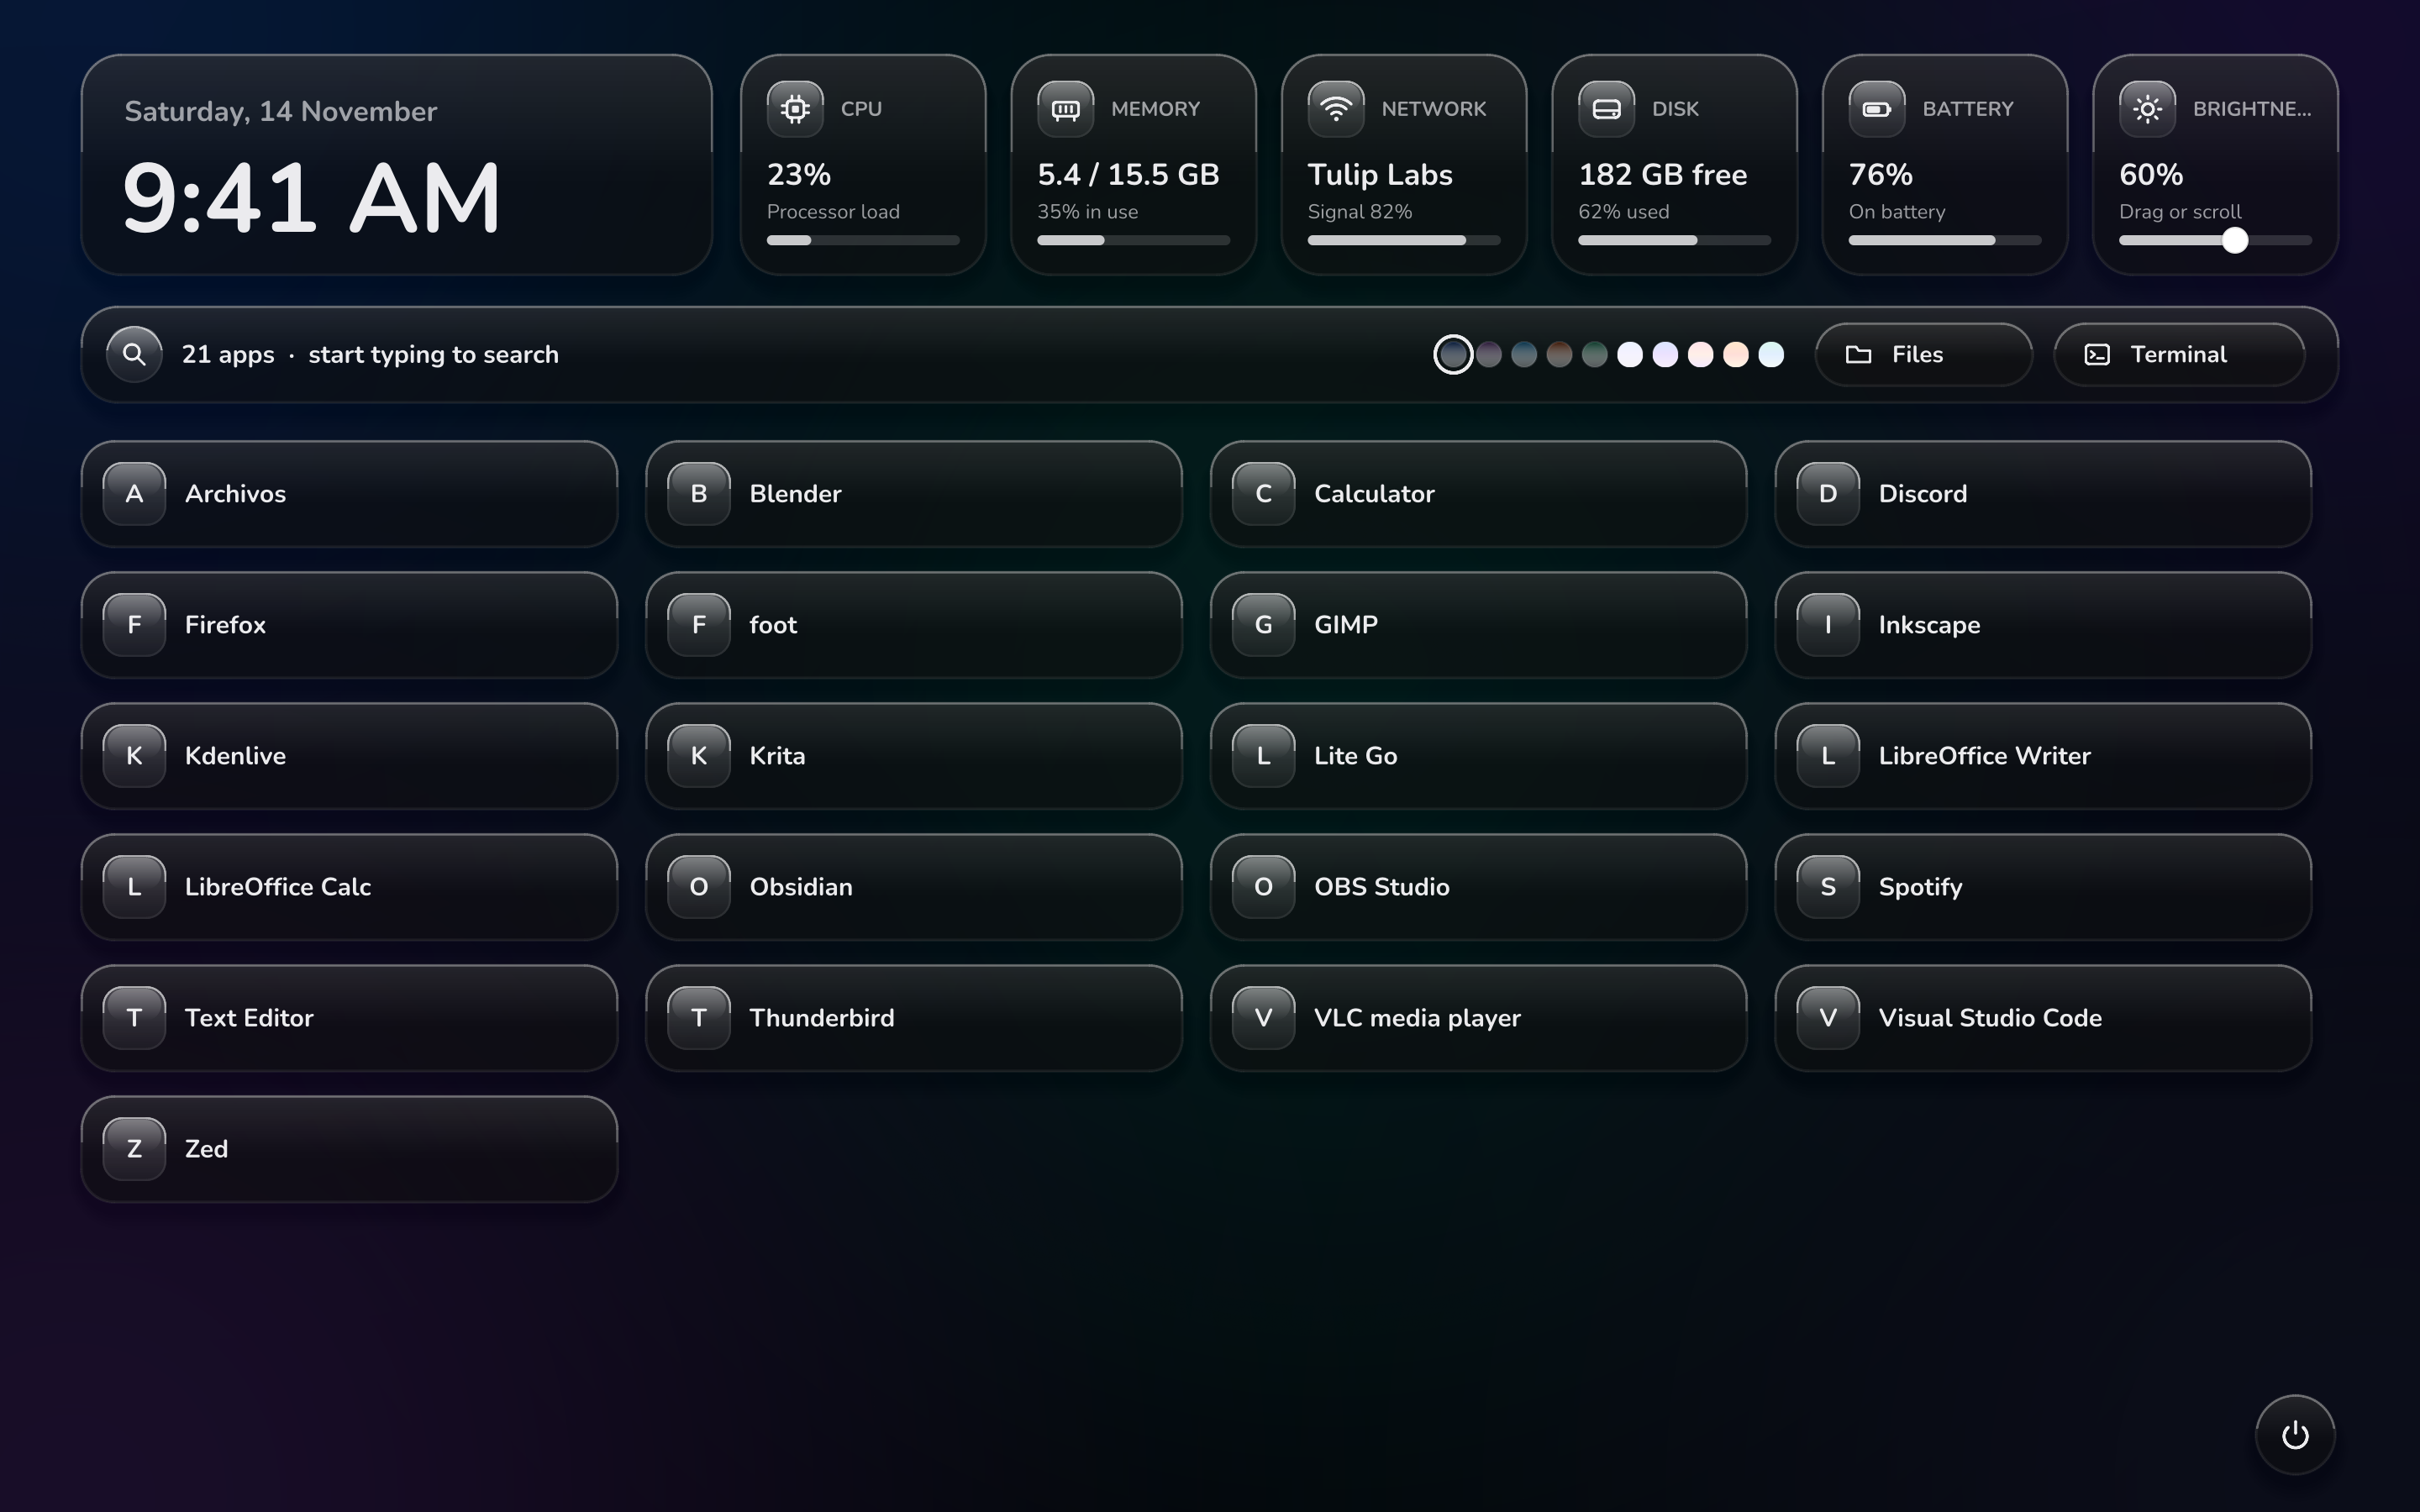 Saturday, 14 November
9:41 AM
CPU
23%
Processor load
MEMORY
5.4 / 15.5 GB
35% in use
NETWORK
Tulip Labs
Signal 82%
DISK
182 GB free
62% used
BATTERY
76%
On battery
BRIGHTNE...
60%
Drag or scroll
21 apps · start typing to search
Files
Terminal
A Archivos
B Blender
C Calculator
D Discord
F Firefox
F foot
G GIMP
I Inkscape
K Kdenlive
K Krita
L Lite Go
L LibreOffice Writer
L LibreOffice Calc
O Obsidian
O OBS Studio
S Spotify
T Text Editor
T Thunderbird
V VLC media player
V Visual Studio Code
Z Zed